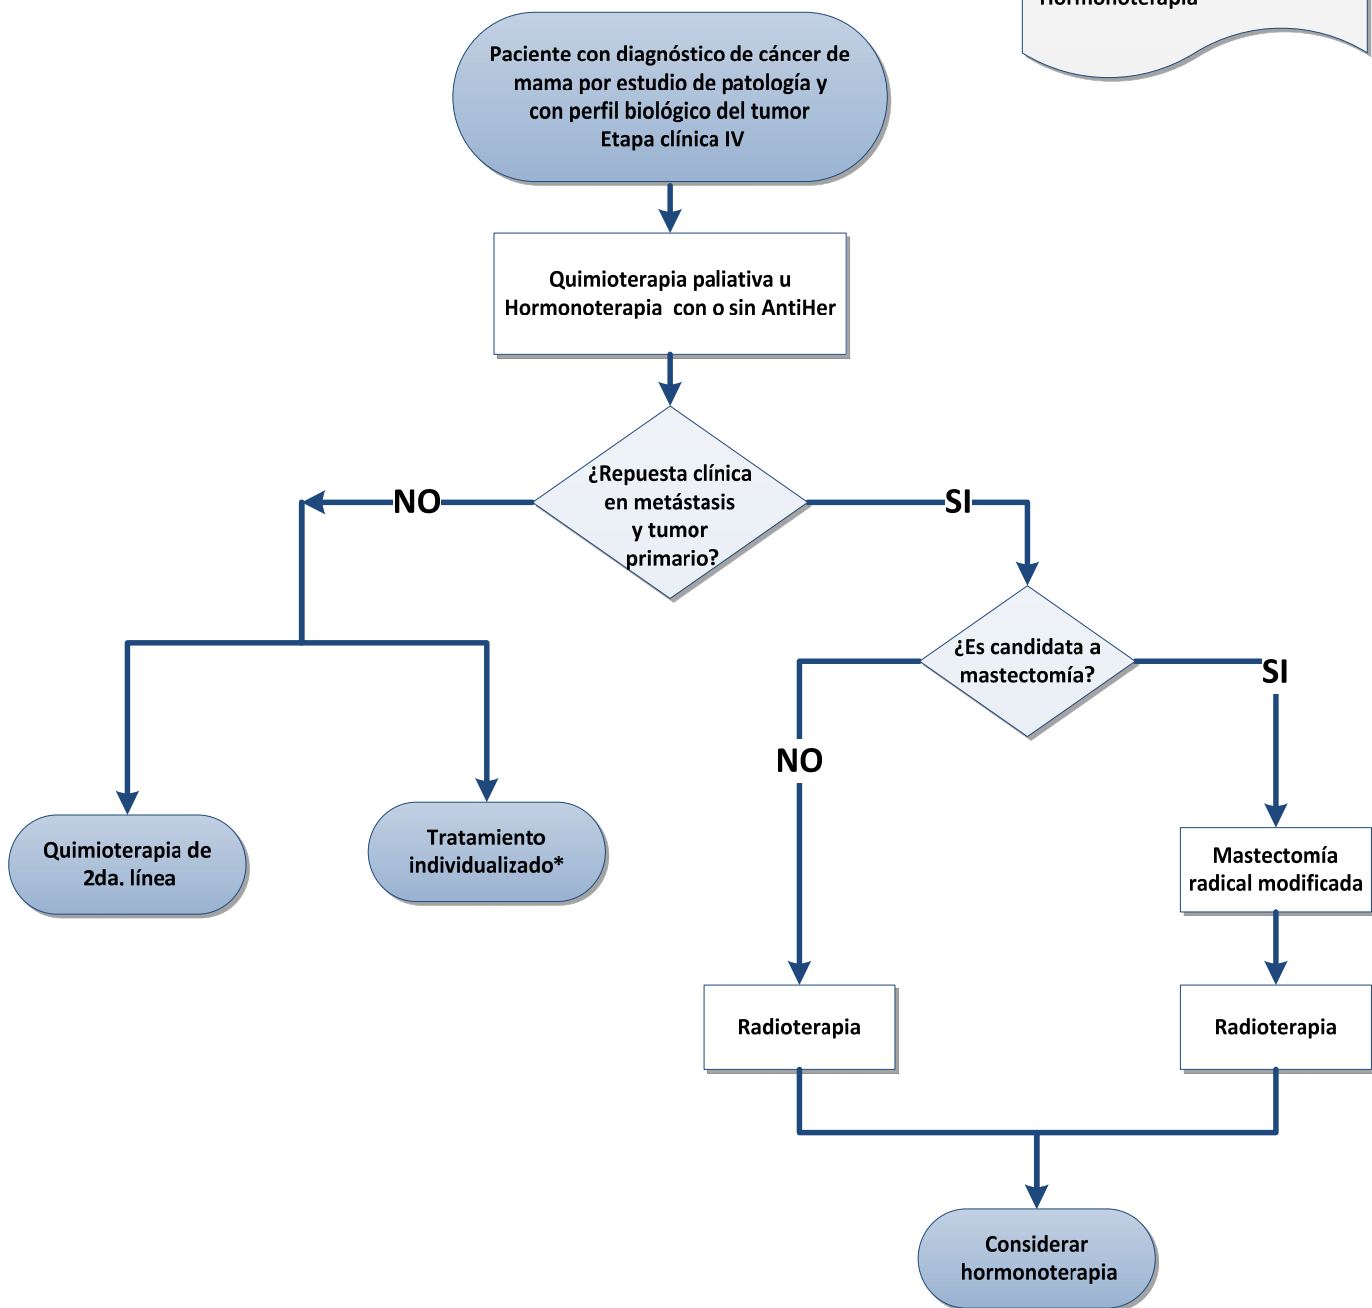 Hormonoterapia
Paciente con diagnóstico de cáncer de
mama por estudio de patología y
con perfil biológico del tumor
Etapa clínica IV
Quimioterapia paliativa u
Hormonoterapia con o sin AntiHer
¿Repuesta clínica
en metástasis
y tumor
primario?
NO
SI
¿Es candidata a
mastectomía?
SI
NO
Quimioterapia de
2da. línea
Tratamiento
individualizado*
Mastectomía
radical modificada
Radioterapia
Radioterapia
Considerar
hormonoterapia